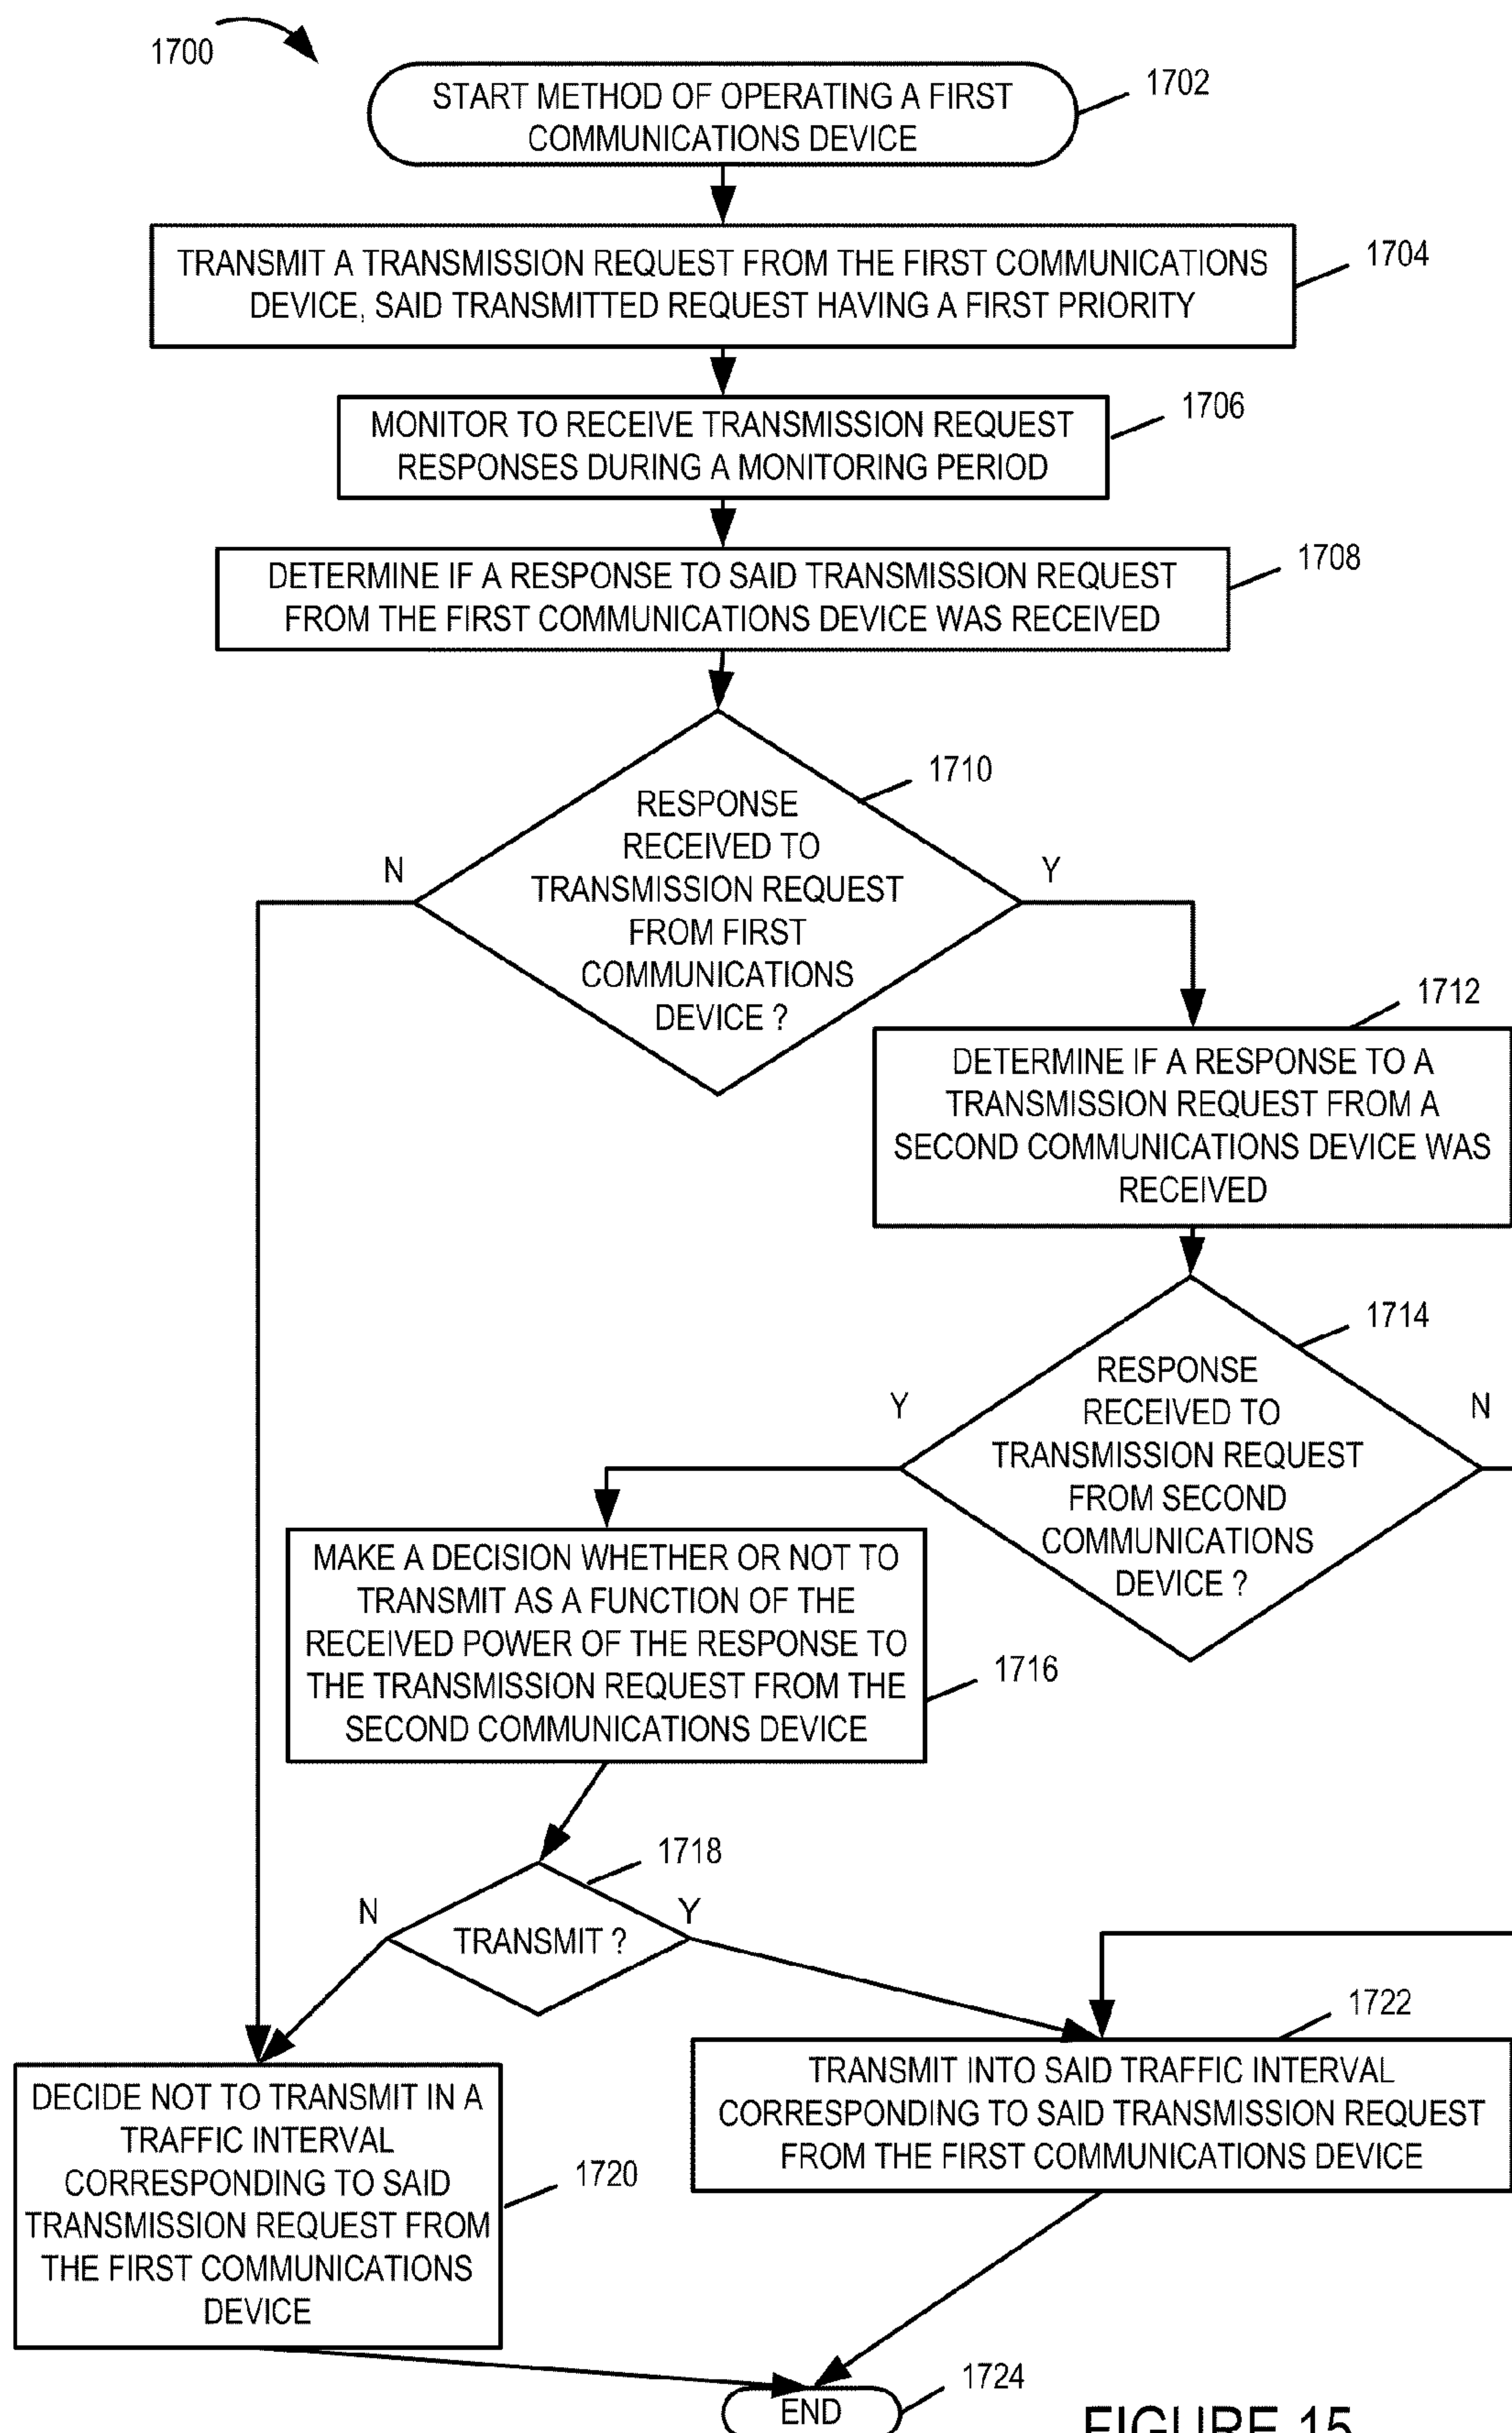 1700
START METHOD OF OPERATING A FIRST
COMMUNICATIONS DEVICE
1702
TRANSMIT A TRANSMISSION REQUEST FROM THE FIRST COMMUNICATIONS
DEVICE, SAID TRANSMITTED REQUEST HAVING A FIRST PRIORITY
1704
MONITOR TO RECEIVE TRANSMISSION REQUEST
RESPONSES DURING A MONITORING PERIOD
1706
DETERMINE IF A RESPONSE TO SAID TRANSMISSION REQUEST
FROM THE FIRST COMMUNICATIONS DEVICE WAS RECEIVED
1708
1710
RESPONSE
RECEIVED TO
TRANSMISSION REQUEST
FROM FIRST
COMMUNICATIONS
DEVICE ?
N
Y
1712
DETERMINE IF A RESPONSE TO A
TRANSMISSION REQUEST FROM A
SECOND COMMUNICATIONS DEVICE WAS
RECEIVED
1714
RESPONSE
RECEIVED TO
TRANSMISSION REQUEST
FROM SECOND
COMMUNICATIONS
DEVICE ?
Y
N
MAKE A DECISION WHETHER OR NOT TO
TRANSMIT AS A FUNCTION OF THE
RECEIVED POWER OF THE RESPONSE TO
THE TRANSMISSION REQUEST FROM THE
SECOND COMMUNICATIONS DEVICE
1716
1718
N
Y
TRANSMIT ?
1722
TRANSMIT INTO SAID TRAFFIC INTERVAL
CORRESPONDING TO SAID TRANSMISSION REQUEST
FROM THE FIRST COMMUNICATIONS DEVICE
DECIDE NOT TO TRANSMIT IN A
TRAFFIC INTERVAL
CORRESPONDING TO SAID
TRANSMISSION REQUEST FROM
THE FIRST COMMUNICATIONS
DEVICE
1720
1724
END
FIGURE 15